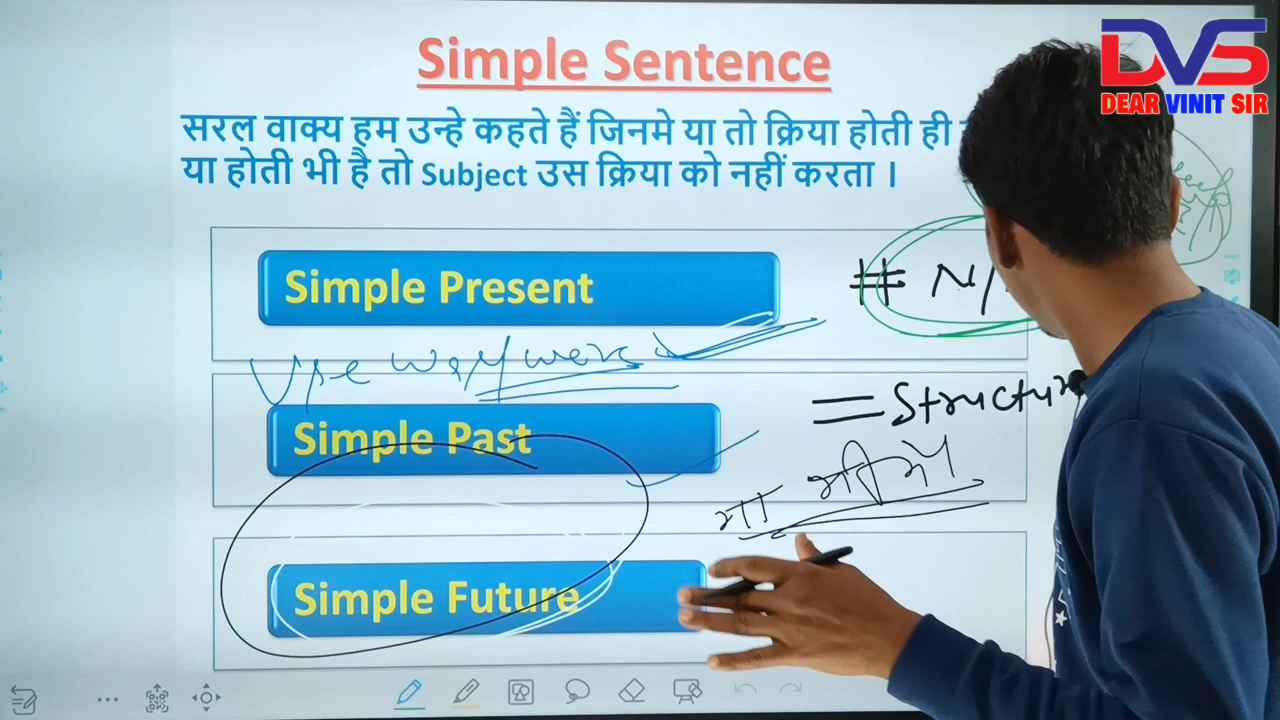 Simple Sentence
DVS
DEAR VINIT SIR
सरल वाक्य हम उन्हे कहते हैं जिनमे या तो क्रिया होती ही
या होती भी है तो Subject उस क्रिया को नहीं करता ।
Simple Present
# N/
Use was/were
Simple Past
= Structur
गा गी गे
Simple Future